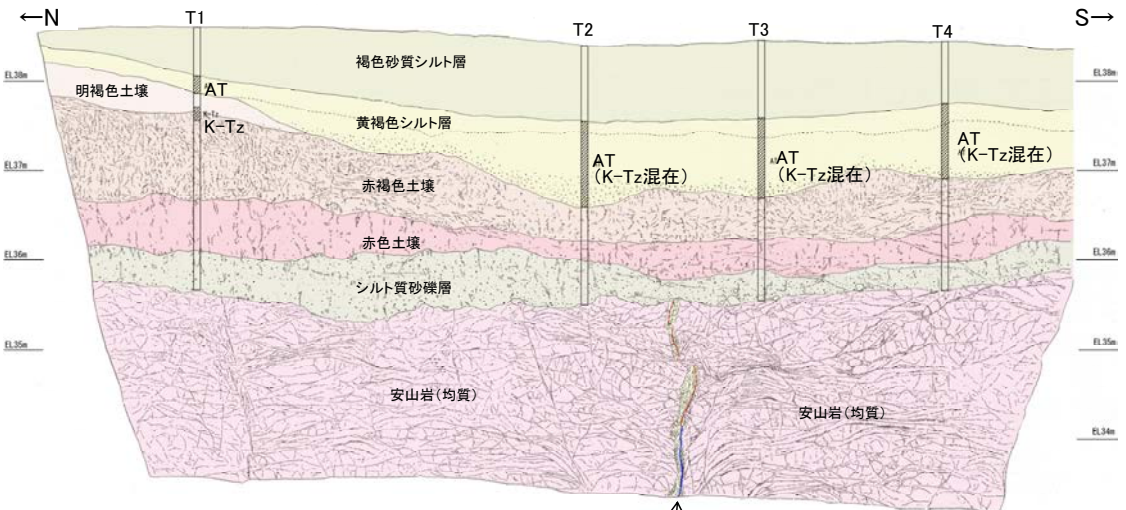 ←N
S→
T1
T2
T3
T4
EL38m
EL38m
褐色砂質シルト層
明褐色土壌
AT
K-Tz
K-Tz
黄褐色シルト層
AT
(K-Tz混在)
AT
(K-Tz混在)
AT
(K-Tz混在)
EL37m
EL37m
赤褐色土壌
赤色土壌
EL36m
EL36m
シルト質砂礫層
EL35m
EL35m
安山岩(均質)
安山岩(均質)
EL34m